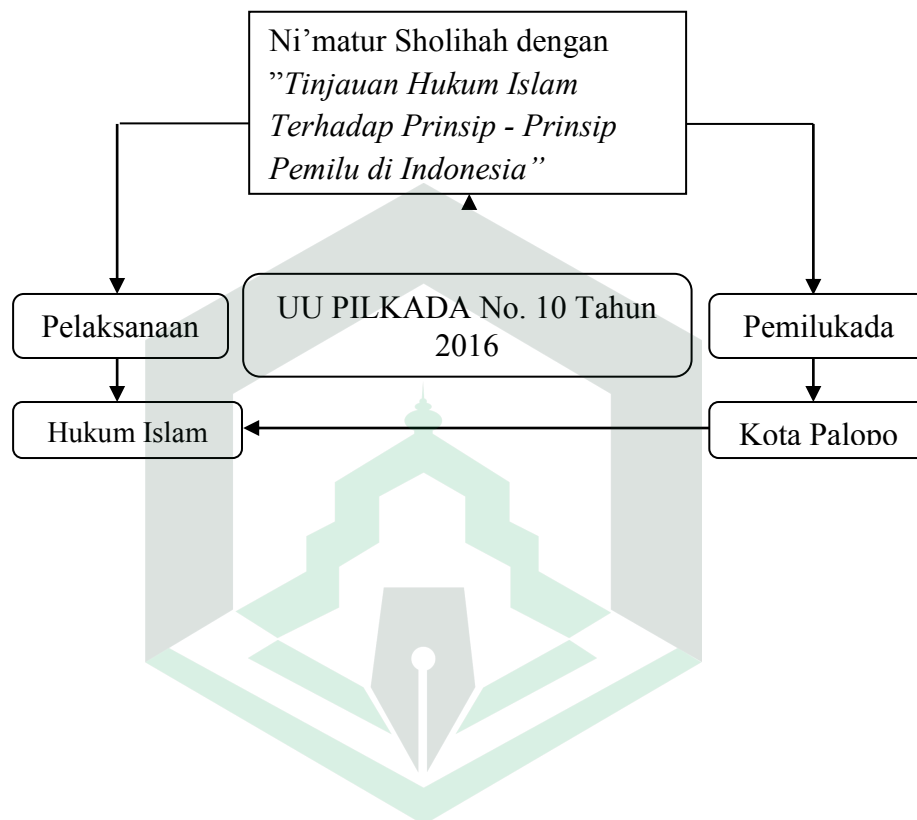 Ni’matur Sholihah dengan
”Tinjauan Hukum Islam
Terhadap Prinsip - Prinsip
Pemilu di Indonesia”
Pelaksanaan
UU PILKADA No. 10 Tahun
2016
Pemilukada
Hukum Islam
Kota Palopo